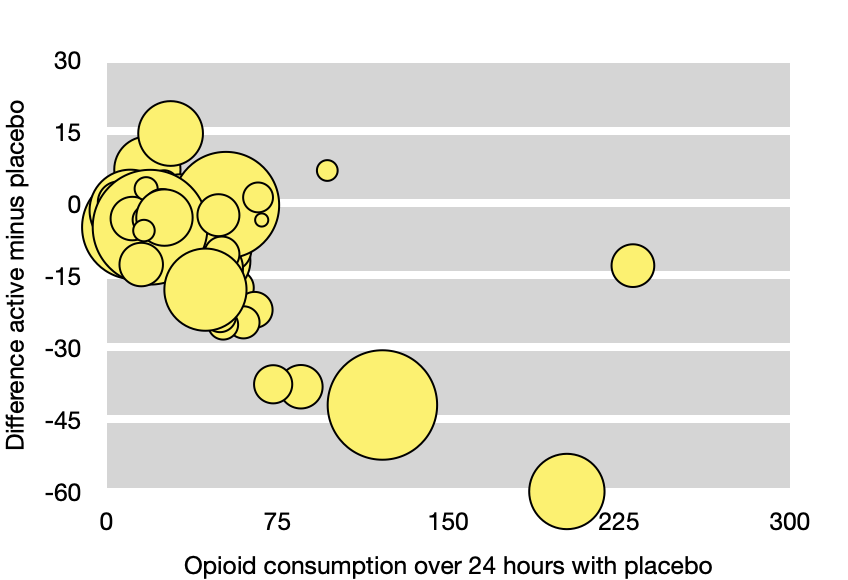 Difference active minus placebo
30
15
0
-15
-30
-45
-60
0 75 150 225 300
Opioid consumption over 24 hours with placebo